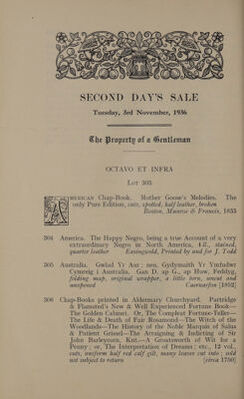 SECOND DAY'S SALE
Tuesday, 3rd November, 1936
The Property of a Gentleman
OCTAVO ET INFRA
LOT 303
AMERICAN Chap-Book. Mother Goose's Melodies. The
only Pure Edition, cuts, spotted, half leather, broken
Boston, Munroe & Francis, 1833
304 America. The Happy Negro, being a true Account of a very
extraordinary Negro in North America, 4 ll., stained,
quarter leather Easingwold, Printed by and for J. Todd
305 Australia. Gwlad Yr Aur: neu, Gydymaith Yr Ymfudwr
Cymreig i Australia. Gan D. ap G., ap Huw, Feddyg,
folding map, original wrapper, a little torn, uncut and
unopened Caernarfon [1852]
306 Chap-Books printed in Aldermary Churchyard. Partridge
& Flamsted's New & Well Experienced Fortune Book—
The Golden Cabinet. Or, The Compleat Fortune-Teller—
The Life & Death of Fair Rosamond—The Witch of the
Woodlands—The History of the Noble Marquis of Salus
& Patient Grissel—The Arraigning & Indicting of Sir
John Barleycorn, Knt.—A Groatsworth of Wit for a
Penny; or, The Interpretation of Dreams; etc., 12 vol.,
cuts, uniform half red calf gilt, many leaves cut into; sold
not subject to return [circa 1750]